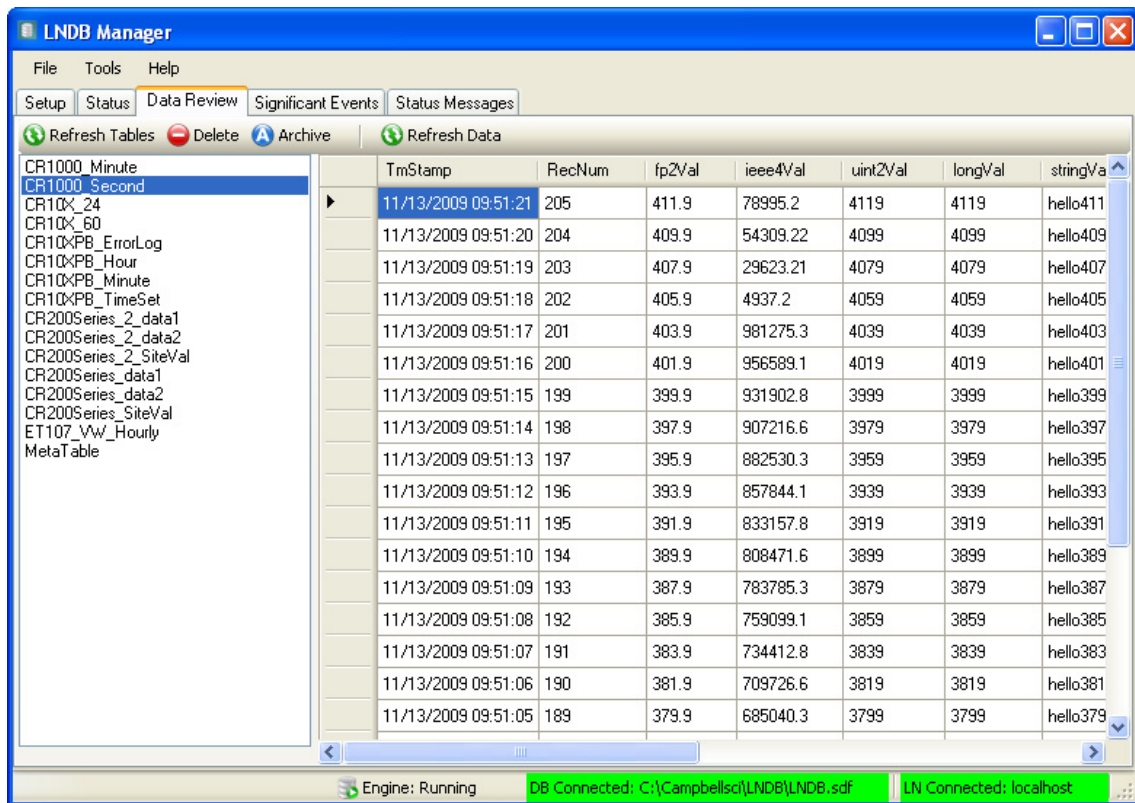 LNDB Manager
File Tools Help
Setup Status Data Review Significant Events Status Messages
Refresh Tables Delete Archive Refresh Data
CR1000_Minute
CR1000_Second
CR10X_24
CR10X_60
CR10XPB_ErrorLog
CR10XPB_Hour
CR10XPB_Minute
CR10XPB_TimeSet
CR200Series_2_data1
CR200Series_2_data2
CR200Series_2_SiteVal
CR200Series_data1
CR200Series_data2
CR200Series_SiteVal
ET107_VW_Hourly
MetaTable
TmStamp RecNum fp2Val ieee4Val uint2Val longVal stringVa
11/13/2009 09:51:21 205 411.9 78995.2 4119 4119 hello411
11/13/2009 09:51:20 204 409.9 54309.22 4099 4099 hello409
11/13/2009 09:51:19 203 407.9 29623.21 4079 4079 hello407
11/13/2009 09:51:18 202 405.9 4937.2 4059 4059 hello405
11/13/2009 09:51:17 201 403.9 981275.3 4039 4039 hello403
11/13/2009 09:51:16 200 401.9 956589.1 4019 4019 hello401
11/13/2009 09:51:15 199 399.9 931902.8 3999 3999 hello399
11/13/2009 09:51:14 198 397.9 907216.6 3979 3979 hello397
11/13/2009 09:51:13 197 395.9 882530.3 3959 3959 hello395
11/13/2009 09:51:12 196 393.9 857844.1 3939 3939 hello393
11/13/2009 09:51:11 195 391.9 833157.8 3919 3919 hello391
11/13/2009 09:51:10 194 389.9 808471.6 3899 3899 hello389
11/13/2009 09:51:09 193 387.9 783785.3 3879 3879 hello387
11/13/2009 09:51:08 192 385.9 759099.1 3859 3859 hello385
11/13/2009 09:51:07 191 383.9 734412.8 3839 3839 hello383
11/13/2009 09:51:06 190 381.9 709726.6 3819 3819 hello381
11/13/2009 09:51:05 189 379.9 685040.3 3799 3799 hello379
Engine: Running DB Connected: C:\Campbellsci\LNDB\LNDB.sdf LN Connected: localhost